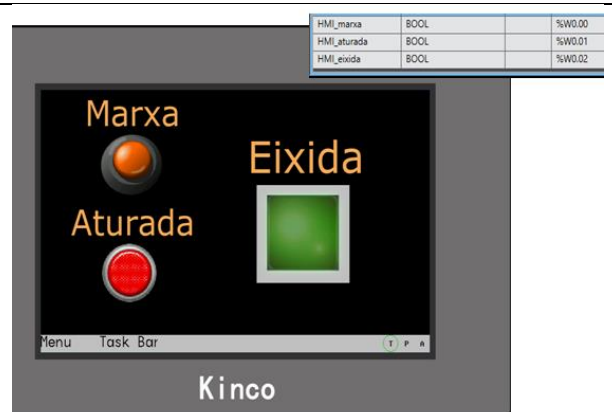 HMI_marxa BOOL %W0.00
HMI_aturada BOOL %W0.01
HMI_eixida BOOL %W0.02
Marxa
Eixida
Aturada
Menu Task Bar T P A
Kinco